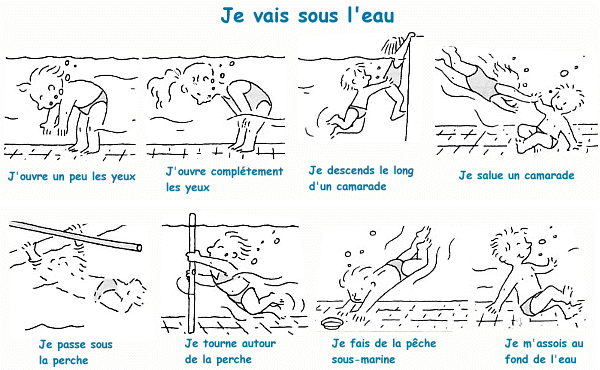 Je vais sous l'eau
J'ouvre un peu les yeux
J'ouvre complétement
les yeux
Je descends le long
d'un camarade
Je salue un camarade
Je passe sous
la perche
Je tourne autour
de la perche
Je fais de la pêche
sous-marine
Je m'assois au
fond de l'eau